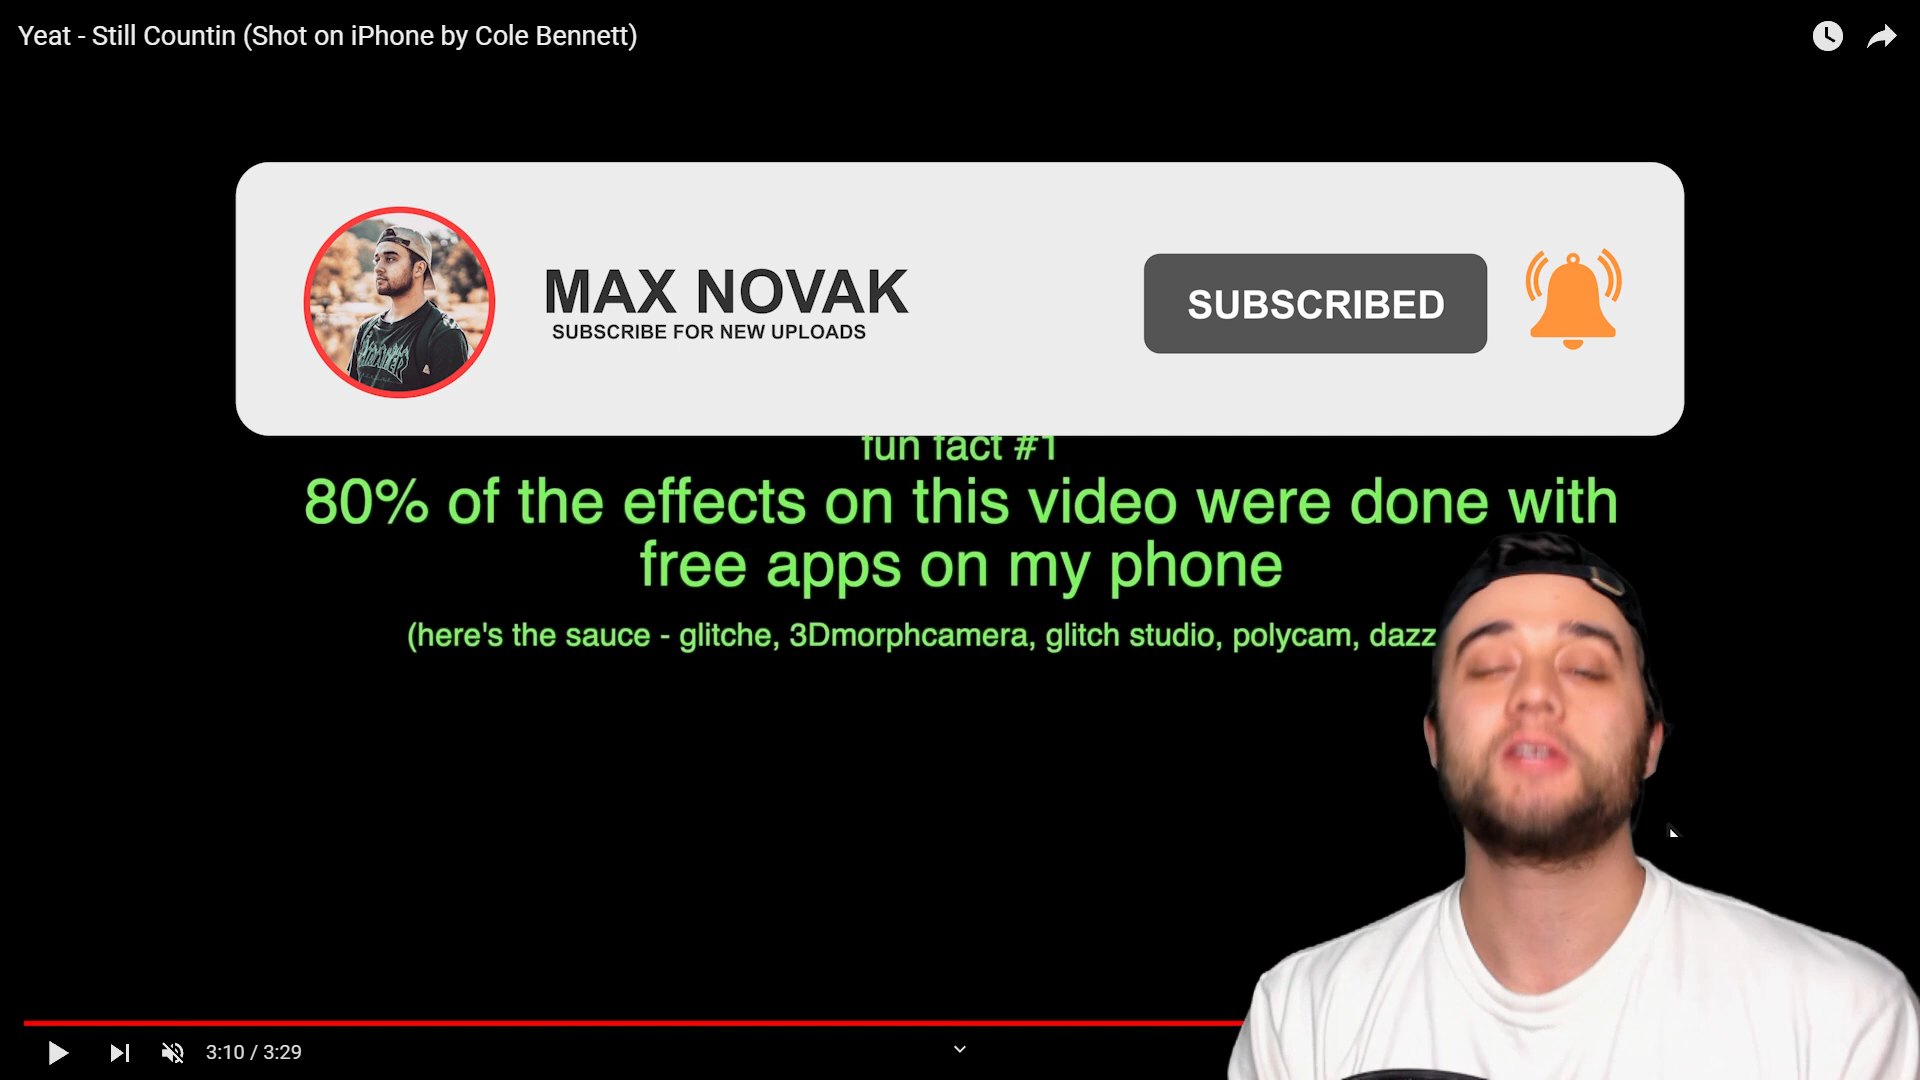 Yeat - Still Countin (Shot on iPhone by Cole Bennett)
MAX NOVAK
SUBSCRIBE FOR NEW UPLOADS
SUBSCRIBED
fun fact #1
80% of the effects on this video were done with
free apps on my phone
(here's the sauce - glitche, 3Dmorphcamera, glitch studio, polycam, dazz
3:10 / 3:29